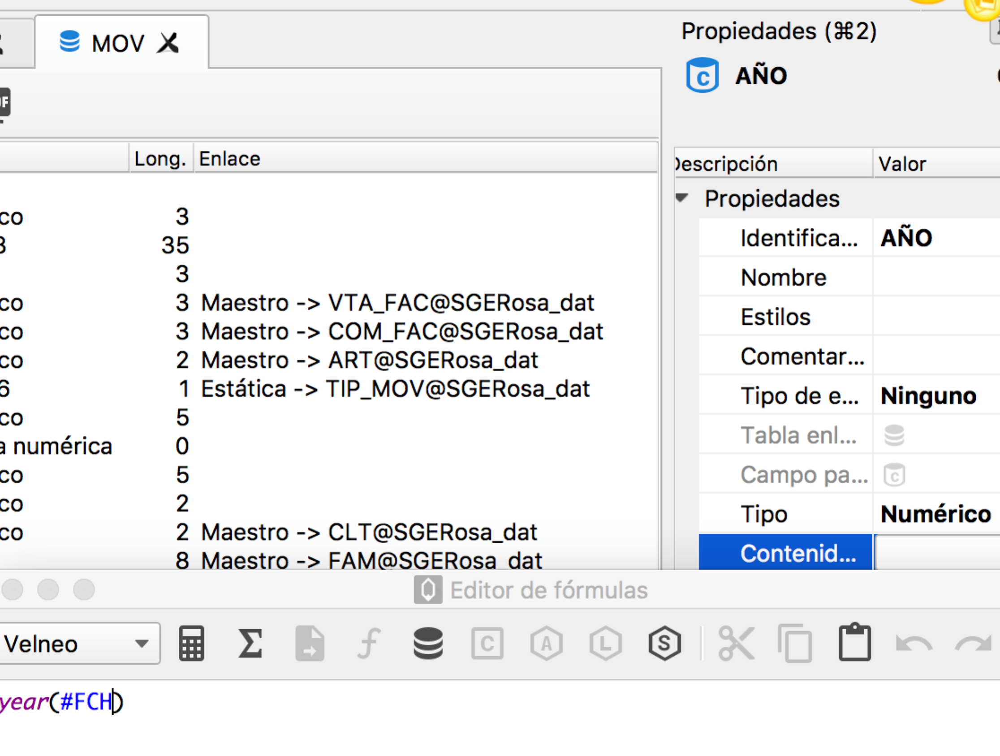 MOV
Propiedades (⌘2)
AÑO
Long. Enlace
co 3
35
3
co 3 Maestro -> VTA_FAC@SGERosa_dat
co 3 Maestro -> COM_FAC@SGERosa_dat
co 2 Maestro -> ART@SGERosa_dat
6 1 Estática -> TIP_MOV@SGERosa_dat
co 5
a numérica 0
co 5
co 2
co 2 Maestro -> CLT@SGERosa_dat
8 Maestro -> FAM@SGERosa_dat
Descripción Valor
Propiedades
Identifica... AÑO
Nombre
Estilos
Comentar...
Tipo de e... Ninguno
Tabla enl...
Campo pa...
Tipo Numérico
Contenid...
Editor de fórmulas
Velneo
C A L S
year(#FCH)